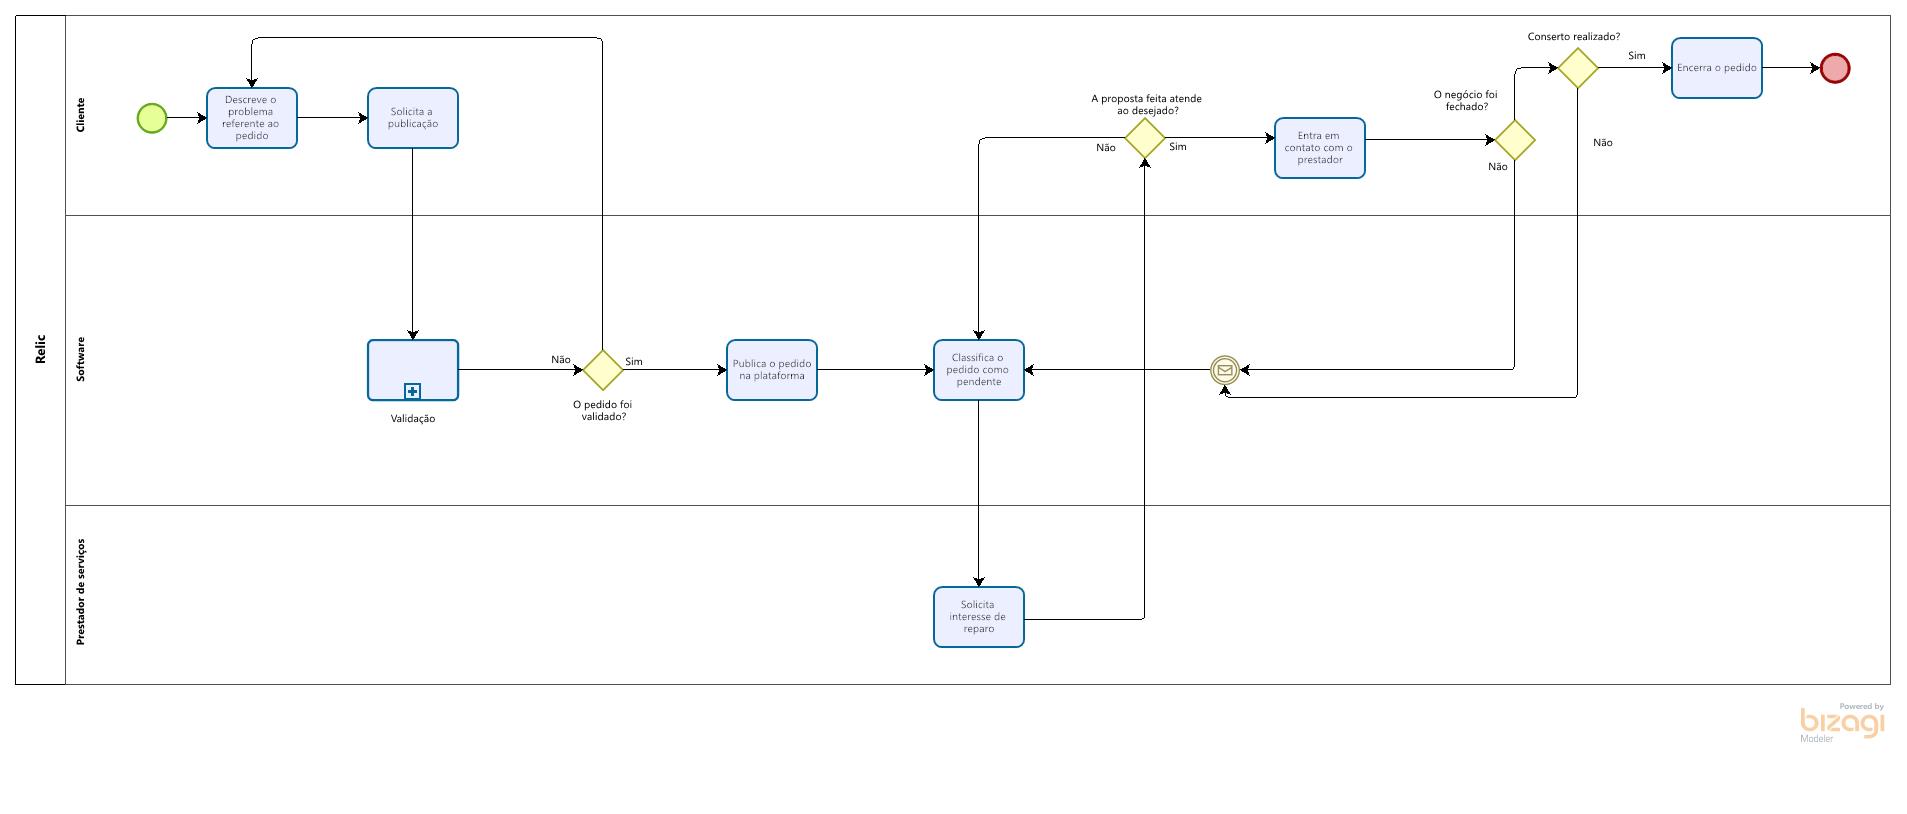 Relic
Cliente
Descreve o
problema
referente ao
pedido
Solicita a
publicação
A proposta feita atende
ao desejado?
Não
Sim
Entra em
contato com o
prestador
O negócio foi
fechado?
Não
Conserto realizado?
Sim
Não
Encerra o pedido
Software
Validação
Não
Sim
O pedido foi
validado?
Publica o pedido
na plataforma
Classifica o
pedido como
pendente
Prestador de serviços
Solicita
interesse de
reparo
Powered by
bizagi
Modeler